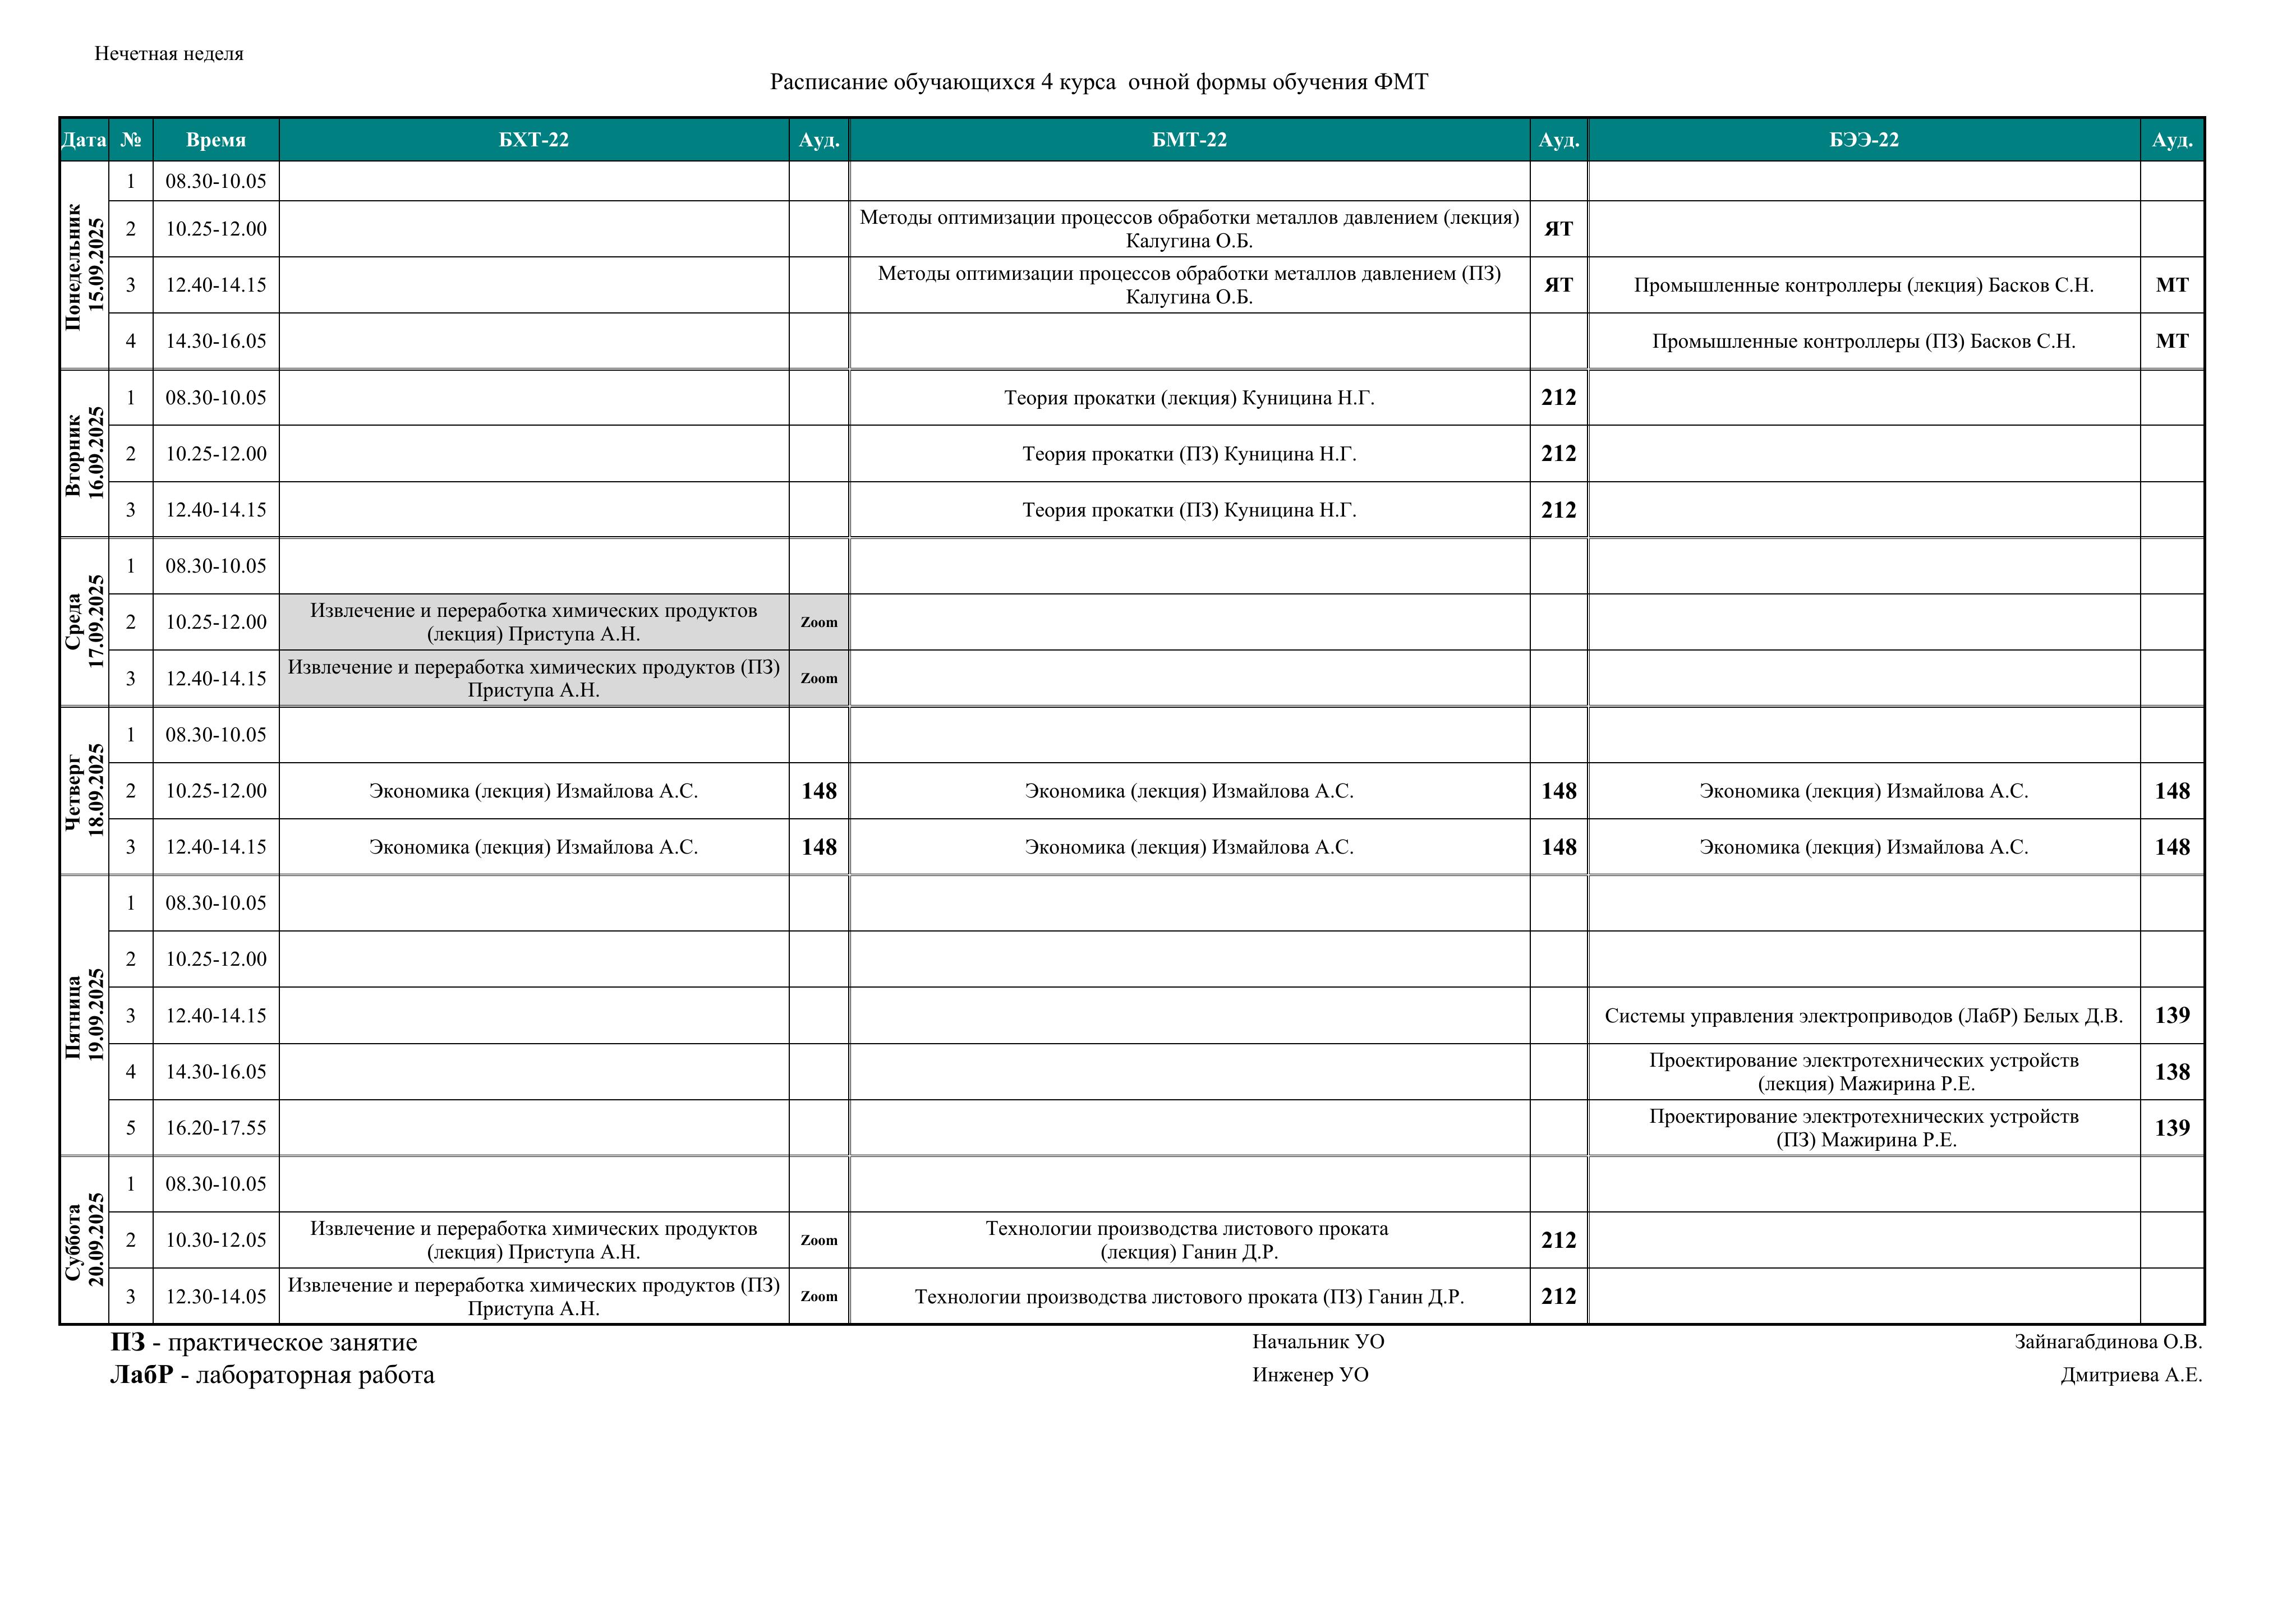 Нечетная неделя
Расписание обучающихся 4 курса  очной формы обучения ФМТ
Дата № Время БХТ-22 Ауд. БМТ-22 Ауд. БЭЭ-22 Ауд.
Понедельник
15.09.2025
1 08.30-10.05
2 10.25-12.00 Методы оптимизации процессов обработки металлов давлением (лекция)
Калугина О.Б. ЯТ
3 12.40-14.15 Методы оптимизации процессов обработки металлов давлением (ПЗ)
Калугина О.Б. ЯТ Промышленные контроллеры (лекция) Басков С.Н. МТ
4 14.30-16.05 Промышленные контроллеры (ПЗ) Басков С.Н. МТ
Вторник
16.09.2025
1 08.30-10.05 Теория прокатки (лекция) Куницина Н.Г. 212
2 10.25-12.00 Теория прокатки (ПЗ) Куницина Н.Г. 212
3 12.40-14.15 Теория прокатки (ПЗ) Куницина Н.Г. 212
Среда
17.09.2025
1 08.30-10.05
2 10.25-12.00 Извлечение и переработка химических продуктов
(лекция) Приступа А.Н. Zoom
3 12.40-14.15 Извлечение и переработка химических продуктов (ПЗ)
Приступа А.Н. Zoom
Четверг
18.09.2025
1 08.30-10.05
2 10.25-12.00 Экономика (лекция) Измайлова А.С. 148 Экономика (лекция) Измайлова А.С. 148 Экономика (лекция) Измайлова А.С. 148
3 12.40-14.15 Экономика (лекция) Измайлова А.С. 148 Экономика (лекция) Измайлова А.С. 148 Экономика (лекция) Измайлова А.С. 148
Пятница
19.09.2025
1 08.30-10.05
2 10.25-12.00
3 12.40-14.15 Системы управления электроприводов (ЛабР) Белых Д.В. 139
4 14.30-16.05 Проектирование электротехнических устройств
(лекция) Мажирина Р.Е. 138
5 16.20-17.55 Проектирование электротехнических устройств
(ПЗ) Мажирина Р.Е. 139
Суббота
20.09.2025
1 08.30-10.05
2 10.30-12.05 Извлечение и переработка химических продуктов
(лекция) Приступа А.Н. Zoom Технологии производства листового проката
(лекция) Ганин Д.Р. 212
3 12.30-14.05 Извлечение и переработка химических продуктов (ПЗ)
Приступа А.Н. Zoom Технологии производства листового проката (ПЗ) Ганин Д.Р. 212
ПЗ - практическое занятие Начальник УО Зайнагабдинова О.В.
ЛабР - лабораторная работа Инженер УО Дмитриева А.Е.